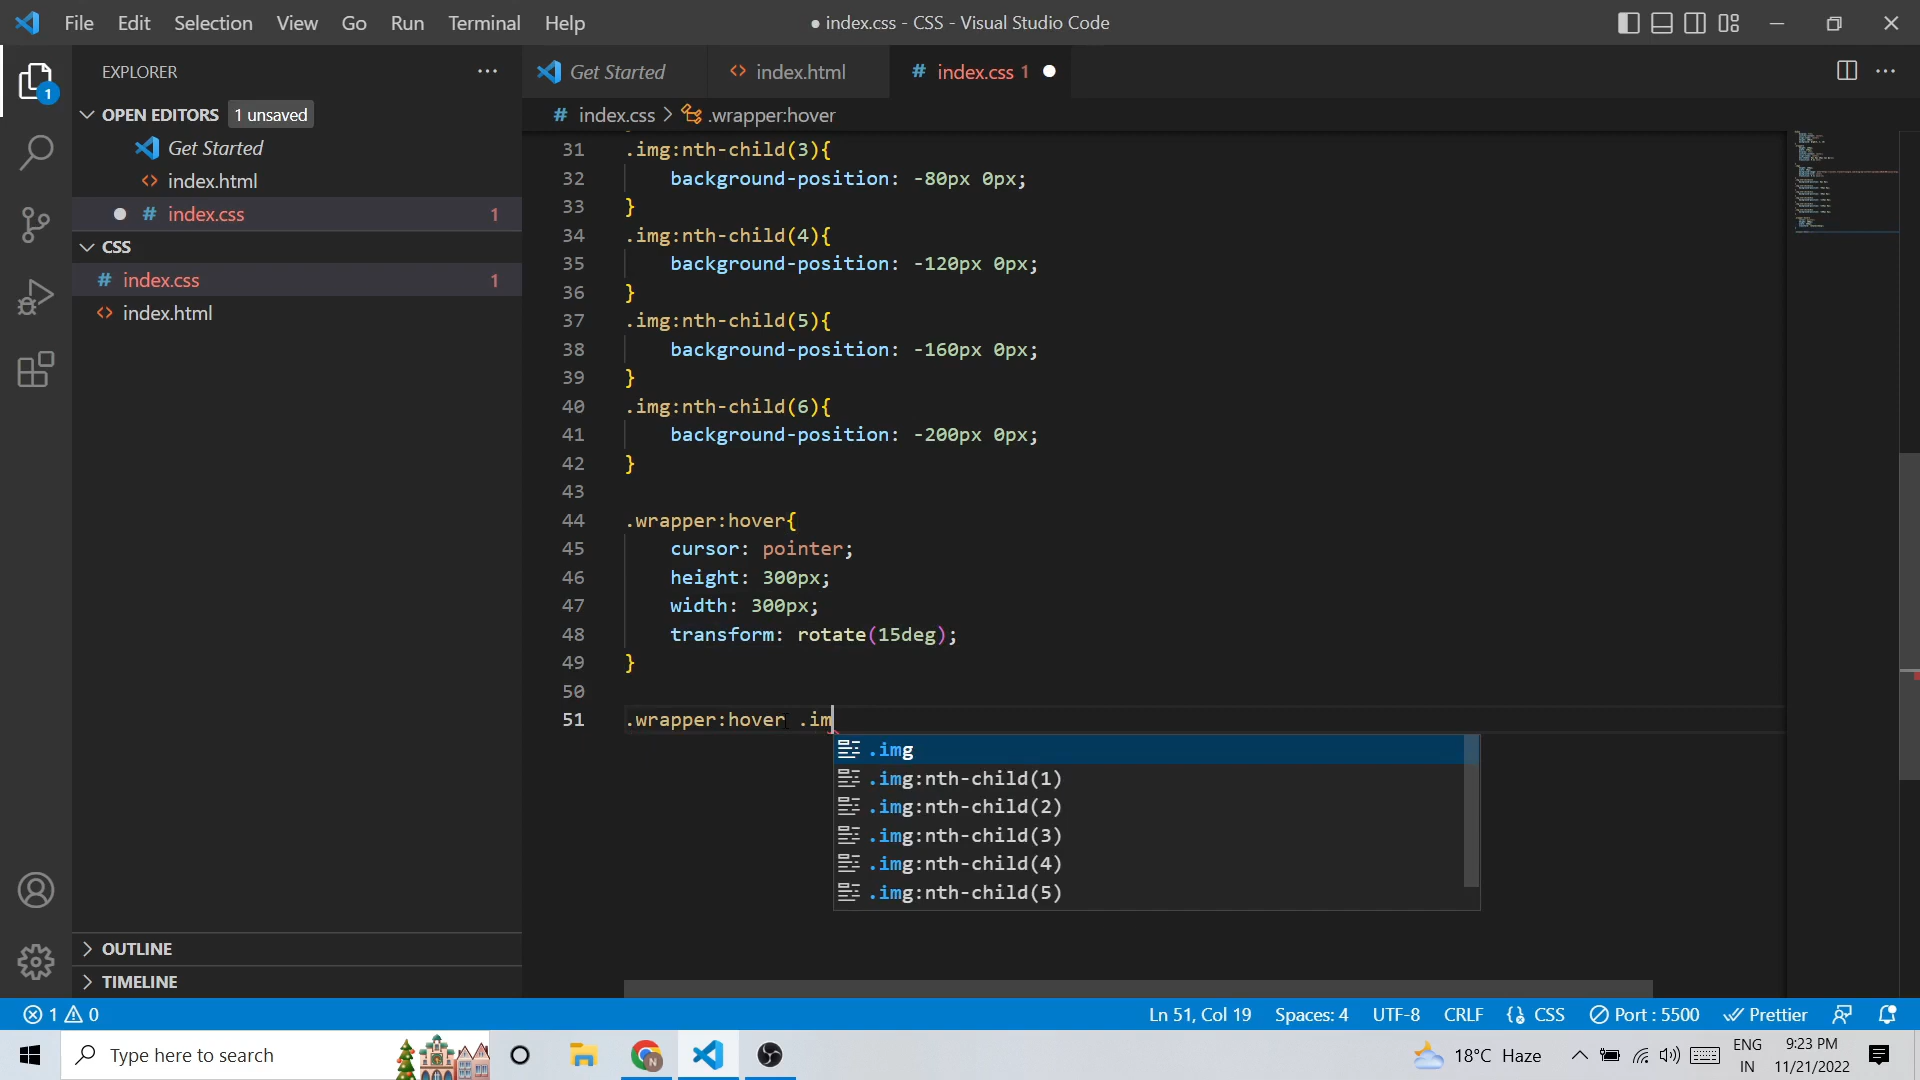 File Edit Selection View Go Run Terminal Help
● index.css - CSS - Visual Studio Code
EXPLORER
OPEN EDITORS 1 unsaved
Get Started
index.html
# index.css 1
CSS
# index.css 1
index.html
OUTLINE
TIMELINE
1
Get Started
index.html
# index.css 1
# index.css > .wrapper:hover
31 .img:nth-child(3){
32 background-position: -80px 0px;
33 }
34 .img:nth-child(4){
35 background-position: -120px 0px;
36 }
37 .img:nth-child(5){
38 background-position: -160px 0px;
39 }
40 .img:nth-child(6){
41 background-position: -200px 0px;
42 }
43
44 .wrapper:hover{
45 cursor: pointer;
46 height: 300px;
47 width: 300px;
48 transform: rotate(15deg);
49 }
50
51 .wrapper:hover .im
.img
.img:nth-child(1)
.img:nth-child(2)
.img:nth-child(3)
.img:nth-child(4)
.img:nth-child(5)
1 0
Ln 51, Col 19 Spaces: 4 UTF-8 CRLF {} CSS Port : 5500 Prettier
Type here to search
N
18°C Haze
ENG
IN
9:23 PM
11/21/2022